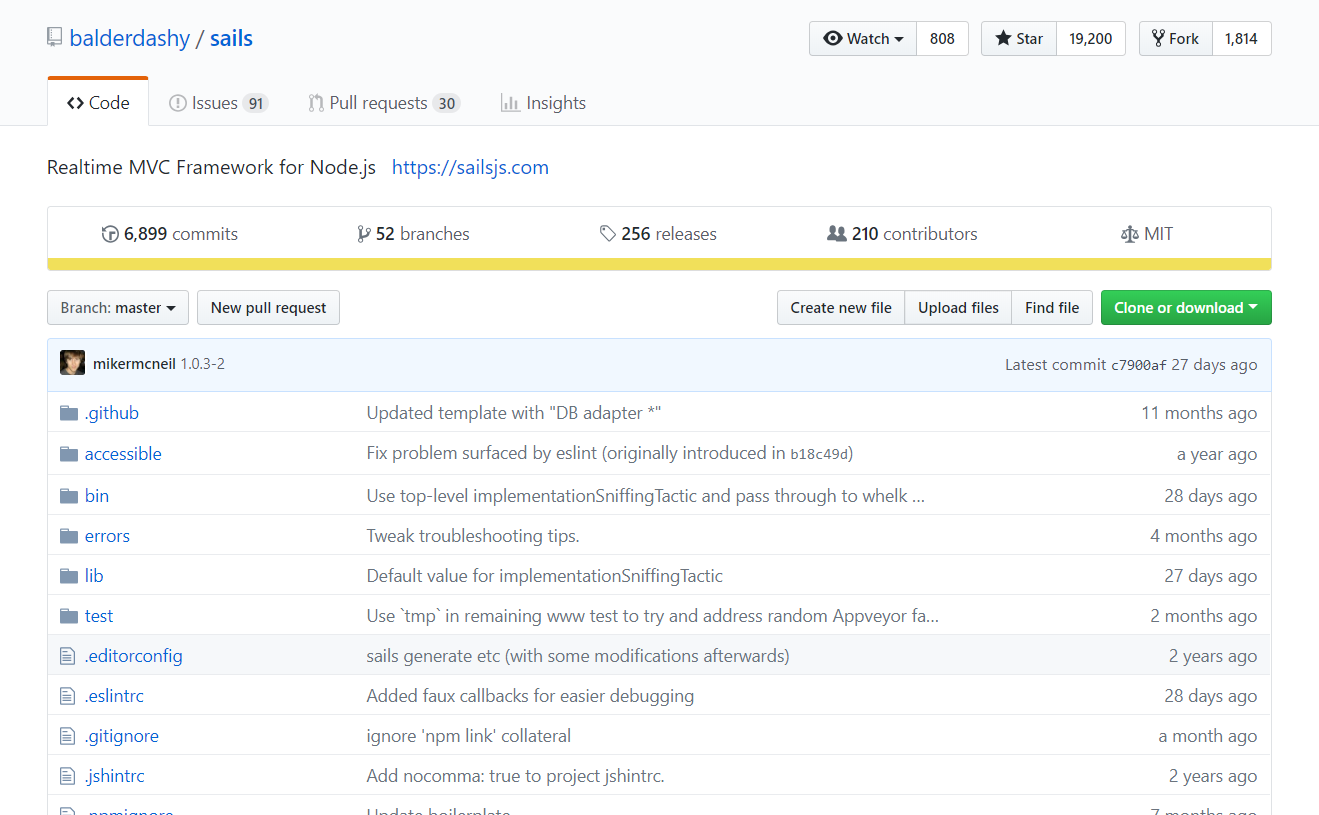 balderdashy / sails
Watch 808 Star 19,200 Fork 1,814
Code Issues 91 Pull requests 30 Insights
Realtime MVC Framework for Node.js https://sailsjs.com
6,899 commits 52 branches 256 releases 210 contributors MIT
Branch: master New pull request Create new file Upload files Find file Clone or download
mikermcneil 1.0.3-2 Latest commit c7900af 27 days ago
.github Updated template with "DB adapter *" 11 months ago
accessible Fix problem surfaced by eslint (originally introduced in b18c49d) a year ago
bin Use top-level implementationSniffingTactic and pass through to whelk ... 28 days ago
errors Tweak troubleshooting tips. 4 months ago
lib Default value for implementationSniffingTactic 27 days ago
test Use `tmp` in remaining www test to try and address random Appveyor fa... 2 months ago
.editorconfig sails generate etc (with some modifications afterwards) 2 years ago
.eslintrc Added faux callbacks for easier debugging 28 days ago
.gitignore ignore 'npm link' collateral a month ago
.jshintrc Add nocomma: true to project jshintrc. 2 years ago
.npmignore Update boilerplate 7 months ago